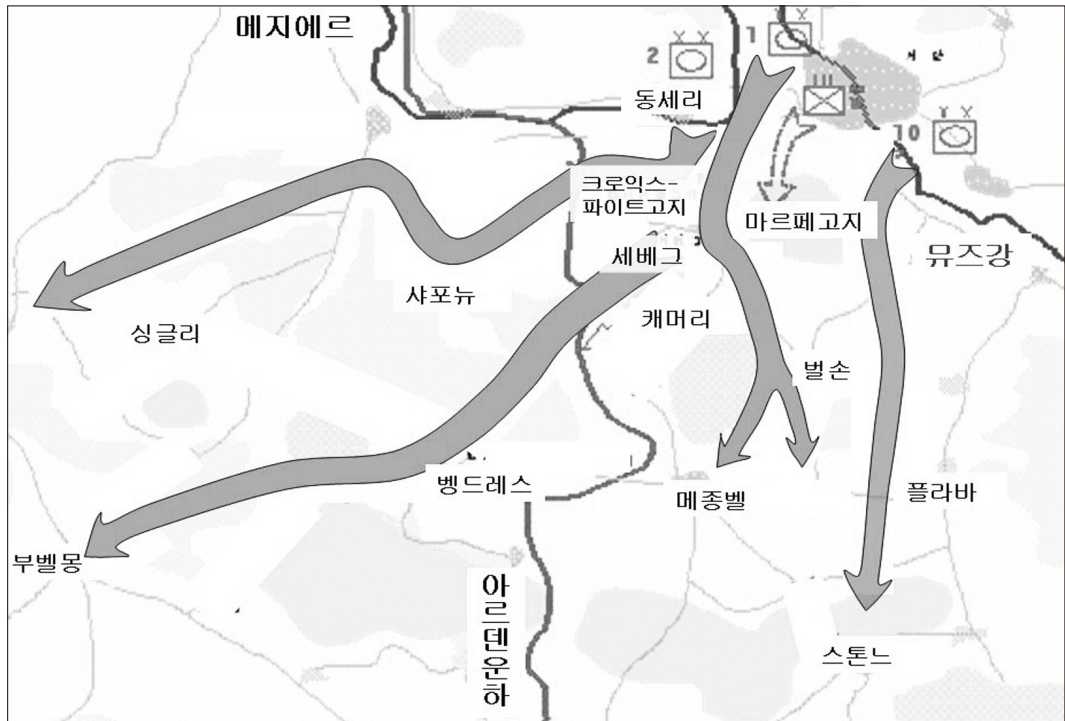 메지에르
2
1
10
동세리
크로익스-
파이트고지
마르페고지
세베그
뮤즈강
샤포뉴
캐머리
싱글리
벌손
벵드레스
메종벨
플라바
부벨몽
아르덴운하
스톤느